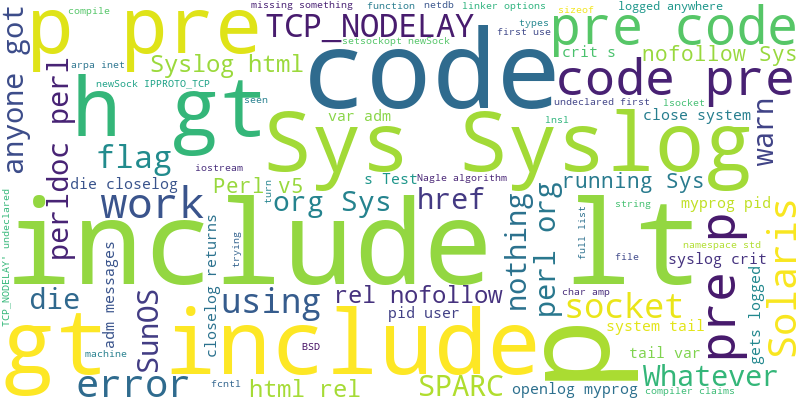 missing something
function
netdb
linker options
logged anywhere
compile
p pre
TCP_NODELAY
first use
types
sizeof
pre code
anyone got
setsockopt newSock
crit s
nofollow Sys
arpa inet
Syslog html
code
code pre
newSock IPPROTO_TCP
h gt
seen
undeclared first
lsocket
perldoc perl
var adm
Sys Syslog
lnsl
close system
warn
flag
iostream
die closelog
Perl v5
turn
s Test
Nagle algorithm
running Sys
work
org Sys
href
nothing
perl org
full list
string
myprog pid
include
lt
TCP_NODELAY' undeclared
adm messages
closelog returns
trying
file
namespace std
syslog crit
Solaris
pre p
die
SunOS
using
rel nofollow
char amp
socket
pid user
system tail
gets logged
gt include
BSD
p
tail var
Whatever
machine
error
fcntl
html rel
SPARC
openlog myprog
compiler claims